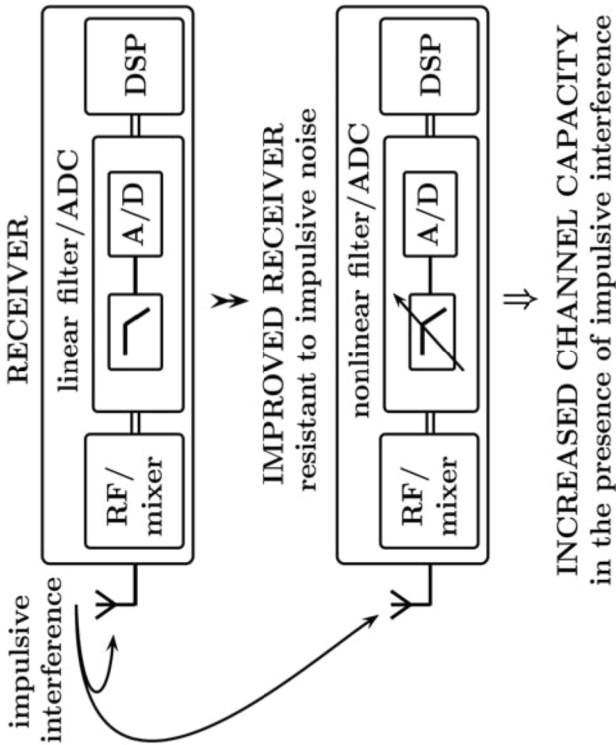 RECEIVER
impulsive
interference
linear filter/ADC
RF/
mixer
A/D
DSP
IMPROVED RECEIVER
resistant to impulsive noise
nonlinear filter/ADC
RF/
mixer
A/D
DSP
INCREASED CHANNEL CAPACITY
in the presence of impulsive interference